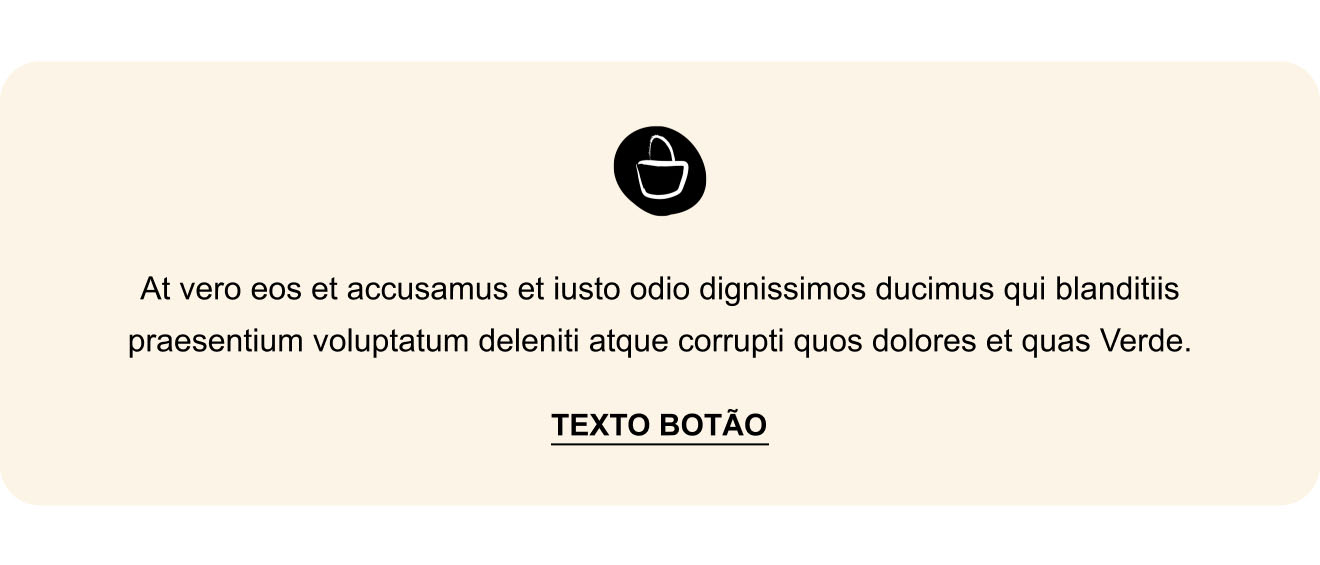 At vero eos et accusamus et iusto odio dignissimos ducimus qui blanditiis
praesentium voluptatum deleniti atque corrupti quos dolores et quas Verde.
TEXTO BOTÃO